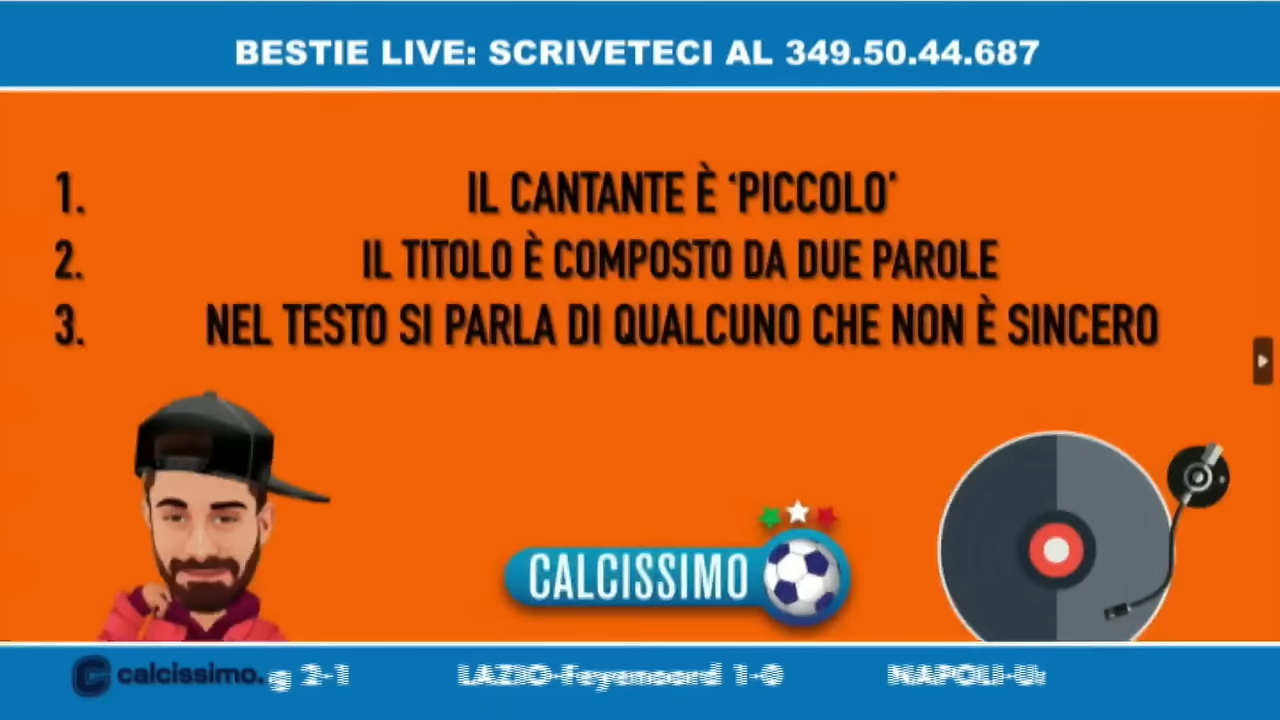 BESTIE LIVE: SCRIVETECI AL 349.50.44.687
1. IL CANTANTE È ‘PICCOLO’
2. IL TITOLO È COMPOSTO DA DUE PAROLE
3. NEL TESTO SI PARLA DI QUALCUNO CHE NON È SINCERO
CALCISSIMO
calcissimo. g 2-1 LAZIO-Feyenoord 1-0 NAPOLI-U